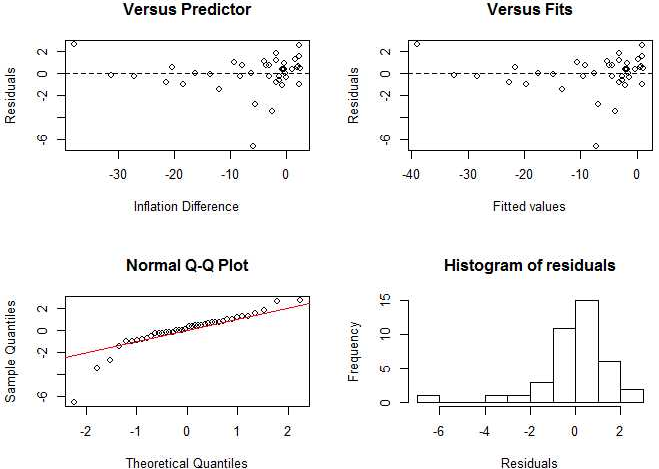 Versus Predictor
Residuals
2
0
-2
-6
-30
-20
-10
0
Inflation Difference
Versus Fits
Residuals
2
0
-2
-6
-40
-30
-20
-10
0
Fitted values
Normal Q-Q Plot
Sample Quantiles
2
0
-2
-6
-2
-1
0
1
2
Theoretical Quantiles
Histogram of residuals
Frequency
15
10
5
0
-6
-4
-2
0
2
Residuals